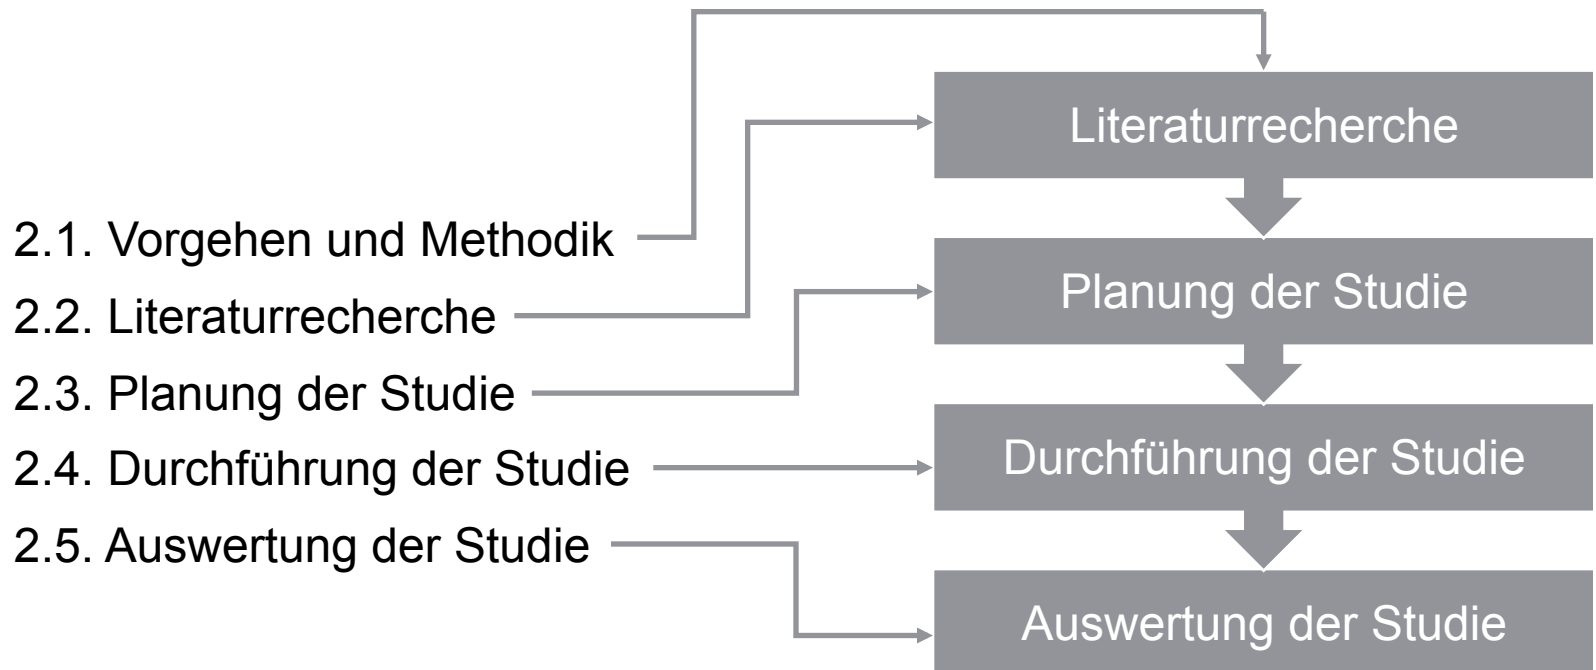 2.1. Vorgehen und Methodik
2.2. Literaturrecherche
2.3. Planung der Studie
2.4. Durchführung der Studie
2.5. Auswertung der Studie
Literaturrecherche
Planung der Studie
Durchführung der Studie
Auswertung der Studie